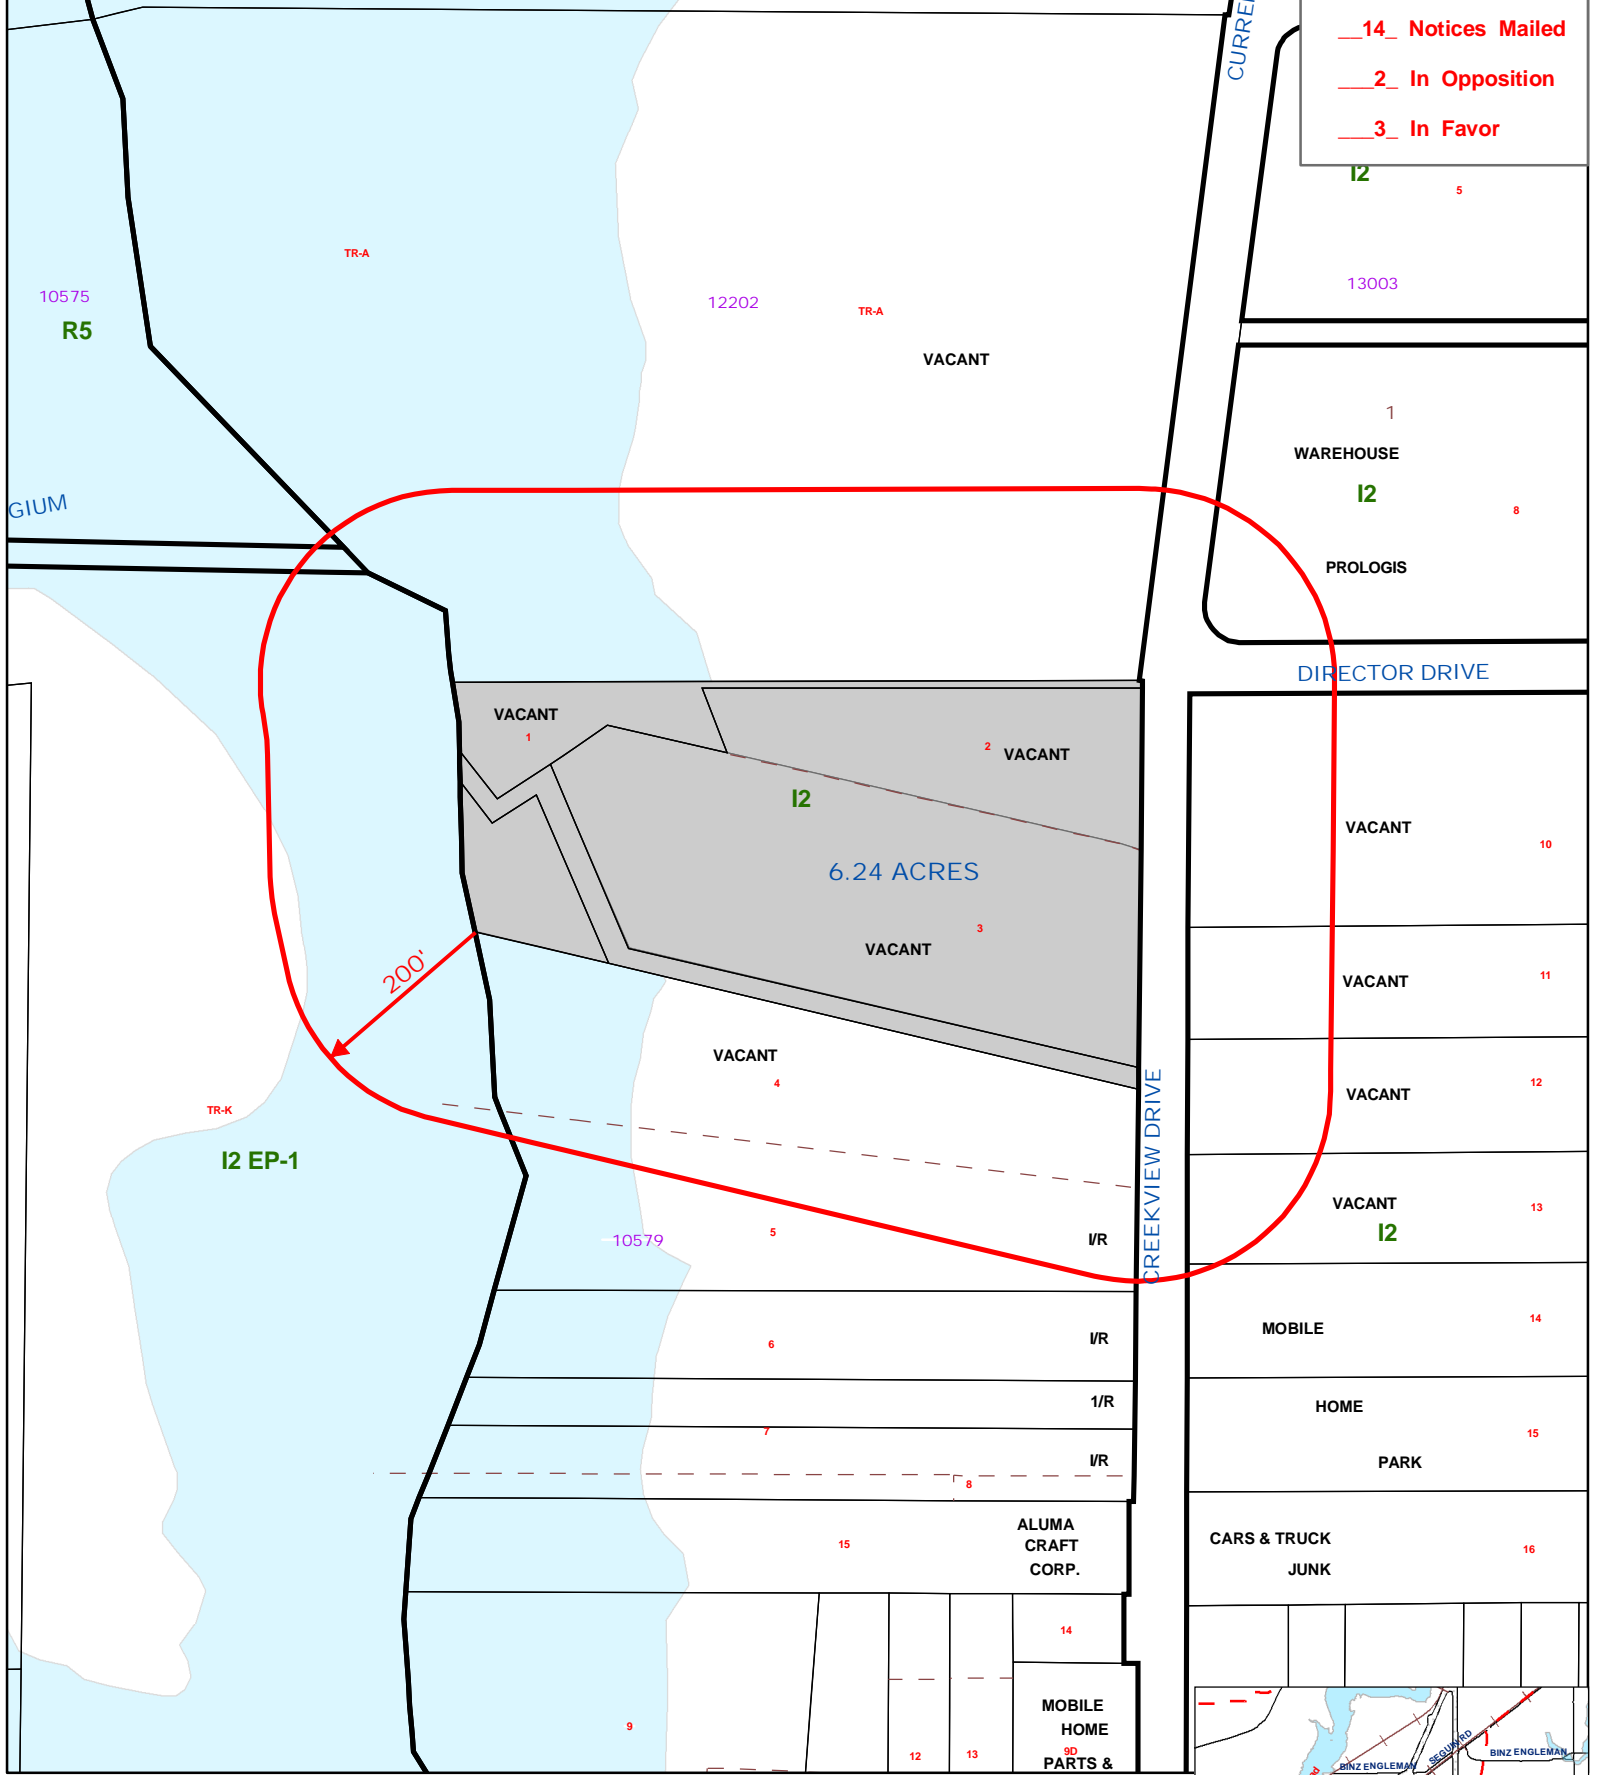 CURRE
__14_ Notices Mailed
___2_ In Opposition
___3_ In Favor
I2
5
TR-A
10575
R5
12202
TR-A
VACANT
13003
1
WAREHOUSE
I2
8
PROLOGIS
GIUM
DIRECTOR DRIVE
VACANT
1
2 VACANT
I2
6.24 ACRES
3
VACANT
200'
VACANT
10
VACANT
11
VACANT
4
VACANT
12
CREEKVIEW DRIVE
TR-K
I2 EP-1
VACANT
13
I2
10579
5
I/R
6
I/R
MOBILE
14
1/R
HOME
7
15
I/R
PARK
8
ALUMA
CRAFT
CORP.
15
CARS & TRUCK
JUNK
16
14
MOBILE
HOME
9D
PARTS &
9
12
13
SEGUIN RD
BINZ ENGLEMAN
BINZ ENGLEMAN